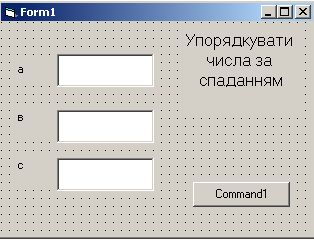 Form1
Упорядкувати
числа за
спаданням
а
в
с
Command1